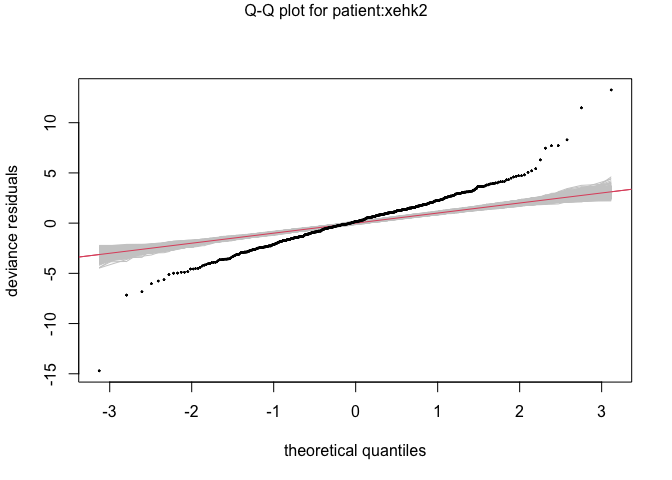 Q-Q plot for patient:xehk2
10
5
0
-5
-10
-15
deviance residuals
-3 -2 -1 0 1 2 3
theoretical quantiles